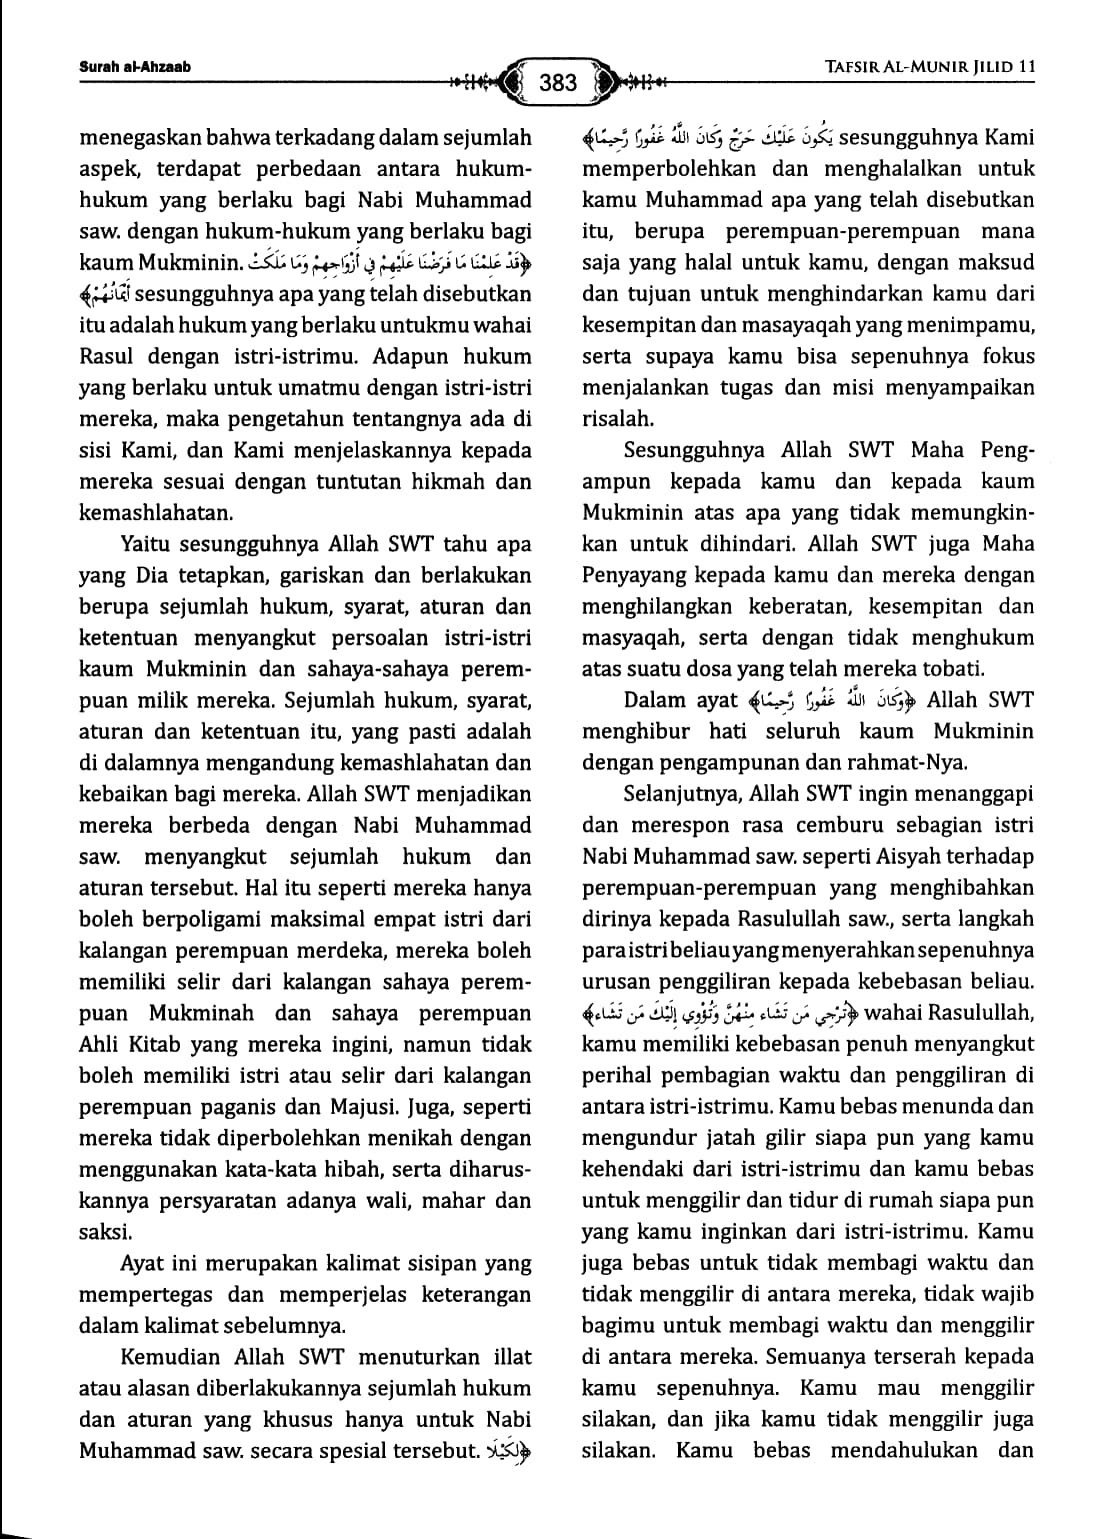 Surah al-Ahzaab
383
TAFSIR AL-MUNIR JILID 11
menegaskan bahwa terkadang dalam sejumlah
aspek, terdapat perbedaan antara hukum-
hukum yang berlaku bagi Nabi Muhammad
saw. dengan hukum-hukum yang berlaku bagi
kaum Mukminin. ﴿قَدْ عَلِمْنَا مَا فَرَضْنَا عَلَيْهِمْ فِي أَزْوَاجِهِمْ وَمَا مَلَكَتْ
أَيْمَانُهُمْ﴾ sesungguhnya apa yang telah disebutkan
itu adalah hukum yang berlaku untukmu wahai
Rasul dengan istri-istrimu. Adapun hukum
yang berlaku untuk umatmu dengan istri-istri
mereka, maka pengetahun tentangnya ada di
sisi Kami, dan Kami menjelaskannya kepada
mereka sesuai dengan tuntutan hikmah dan
kemashlahatan.
Yaitu sesungguhnya Allah SWT tahu apa
yang Dia tetapkan, gariskan dan berlakukan
berupa sejumlah hukum, syarat, aturan dan
ketentuan menyangkut persoalan istri-istri
kaum Mukminin dan sahaya-sahaya perem-
puan milik mereka. Sejumlah hukum, syarat,
aturan dan ketentuan itu, yang pasti adalah
di dalamnya mengandung kemashlahatan dan
kebaikan bagi mereka. Allah SWT menjadikan
mereka berbeda dengan Nabi Muhammad
saw. menyangkut sejumlah hukum dan
aturan tersebut. Hal itu seperti mereka hanya
boleh berpoligami maksimal empat istri dari
kalangan perempuan merdeka, mereka boleh
memiliki selir dari kalangan sahaya perem-
puan Mukminah dan sahaya perempuan
Ahli Kitab yang mereka ingini, namun tidak
boleh memiliki istri atau selir dari kalangan
perempuan paganis dan Majusi. Juga, seperti
mereka tidak diperbolehkan menikah dengan
menggunakan kata-kata hibah, serta diharus-
kannya persyaratan adanya wali, mahar dan
saksi.
Ayat ini merupakan kalimat sisipan yang
mempertegas dan memperjelas keterangan
dalam kalimat sebelumnya.
Kemudian Allah SWT menuturkan illat
atau alasan diberlakukannya sejumlah hukum
dan aturan yang khusus hanya untuk Nabi
Muhammad saw. secara spesial tersebut. ﴿لِكَيْلَا
يَكُونَ عَلَيْكَ حَرَجٌ وَكَانَ اللَّهُ غَفُورًا رَّحِيمًا﴾ sesungguhnya Kami
memperbolehkan dan menghalalkan untuk
kamu Muhammad apa yang telah disebutkan
itu, berupa perempuan-perempuan mana
saja yang halal untuk kamu, dengan maksud
dan tujuan untuk menghindarkan kamu dari
kesempitan dan masayaqah yang menimpamu,
serta supaya kamu bisa sepenuhnya fokus
menjalankan tugas dan misi menyampaikan
risalah.
Sesungguhnya Allah SWT Maha Peng-
ampun kepada kamu dan kepada kaum
Mukminin atas apa yang tidak memungkin-
kan untuk dihindari. Allah SWT juga Maha
Penyayang kepada kamu dan mereka dengan
menghilangkan keberatan, kesempitan dan
masyaqah, serta dengan tidak menghukum
atas suatu dosa yang telah mereka tobati.
Dalam ayat ﴿وَكَانَ اللَّهُ غَفُورًا رَّحِيمًا﴾ Allah SWT
menghibur hati seluruh kaum Mukminin
dengan pengampunan dan rahmat-Nya.
Selanjutnya, Allah SWT ingin menanggapi
dan merespon rasa cemburu sebagian istri
Nabi Muhammad saw. seperti Aisyah terhadap
perempuan-perempuan yang menghibahkan
dirinya kepada Rasulullah saw., serta langkah
para istri beliau yang menyerahkan sepenuhnya
urusan penggiliran kepada kebebasan beliau.
﴿تُرْجِي مَن تَشَاء مِنْهُنَّ وَتُؤْوِي إِلَيْكَ مَن تَشَاء﴾ wahai Rasulullah,
kamu memiliki kebebasan penuh menyangkut
perihal pembagian waktu dan penggiliran di
antara istri-istrimu. Kamu bebas menunda dan
mengundur jatah gilir siapa pun yang kamu
kehendaki dari istri-istrimu dan kamu bebas
untuk menggilir dan tidur di rumah siapa pun
yang kamu inginkan dari istri-istrimu. Kamu
juga bebas untuk tidak membagi waktu dan
tidak menggilir di antara mereka, tidak wajib
bagimu untuk membagi waktu dan menggilir
di antara mereka. Semuanya terserah kepada
kamu sepenuhnya. Kamu mau menggilir
silakan, dan jika kamu tidak menggilir juga
silakan. Kamu bebas mendahulukan dan